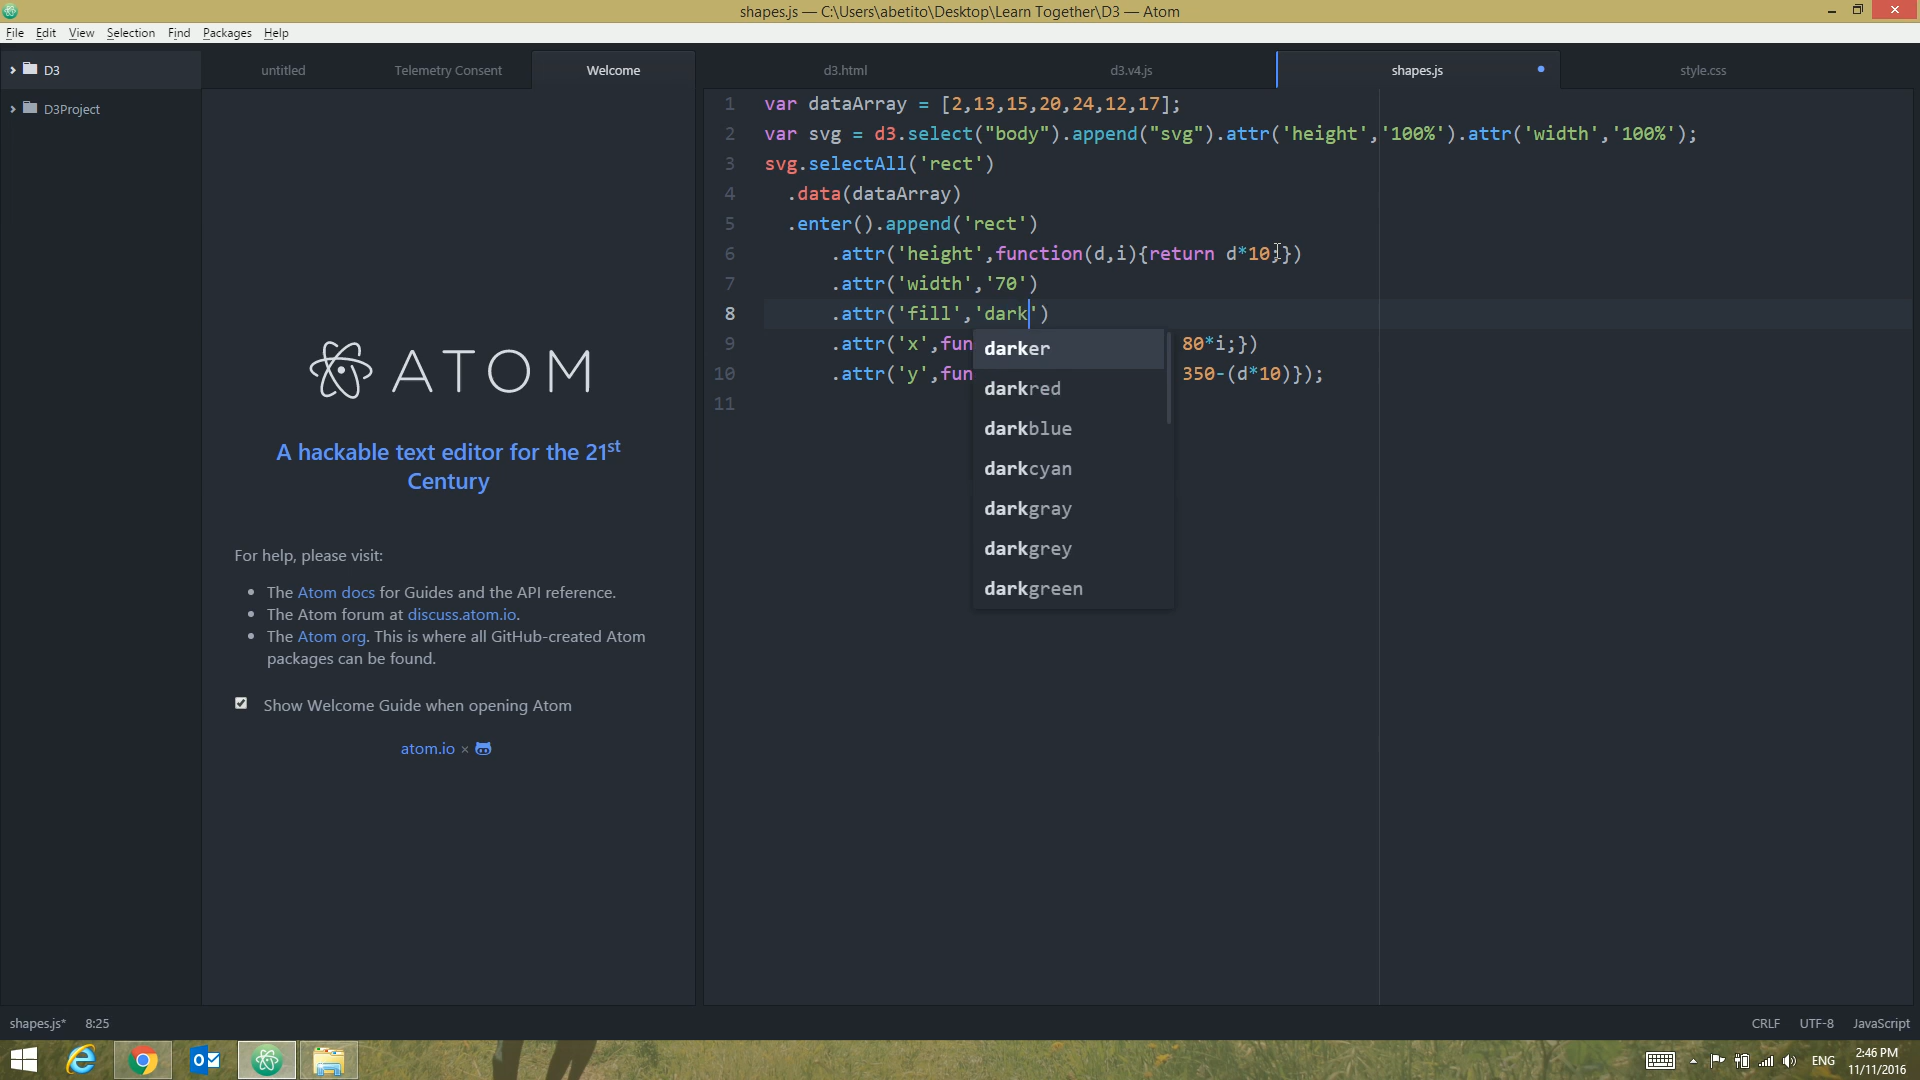 shapes.js — C:\Users\abetito\Desktop\Learn Together\D3 — Atom
File Edit View Selection Find Packages Help
D3
D3Project
untitled Telemetry Consent Welcome
d3.html d3.v4.js shapes.js style.css
ATOM
A hackable text editor for the 21st
Century
For help, please visit:
• The Atom docs for Guides and the API reference.
• The Atom forum at discuss.atom.io.
• The Atom org. This is where all GitHub-created Atom
packages can be found.
Show Welcome Guide when opening Atom
atom.io ×
1 var dataArray = [2,13,15,20,24,12,17];
2 var svg = d3.select("body").append("svg").attr('height','100%').attr('width','100%');
3 svg.selectAll('rect')
4 .data(dataArray)
5 .enter().append('rect')
6 .attr('height',function(d,i){return d*10;})
7 .attr('width','70')
8 .attr('fill','dark')
9 .attr('x',fun 80*i;})
10 .attr('y',fun 350-(d*10)});
11
darker
darkred
darkblue
darkcyan
darkgray
darkgrey
darkgreen
shapes.js* 8:25
CRLF UTF-8 JavaScript
ENG
2:46 PM
11/11/2016